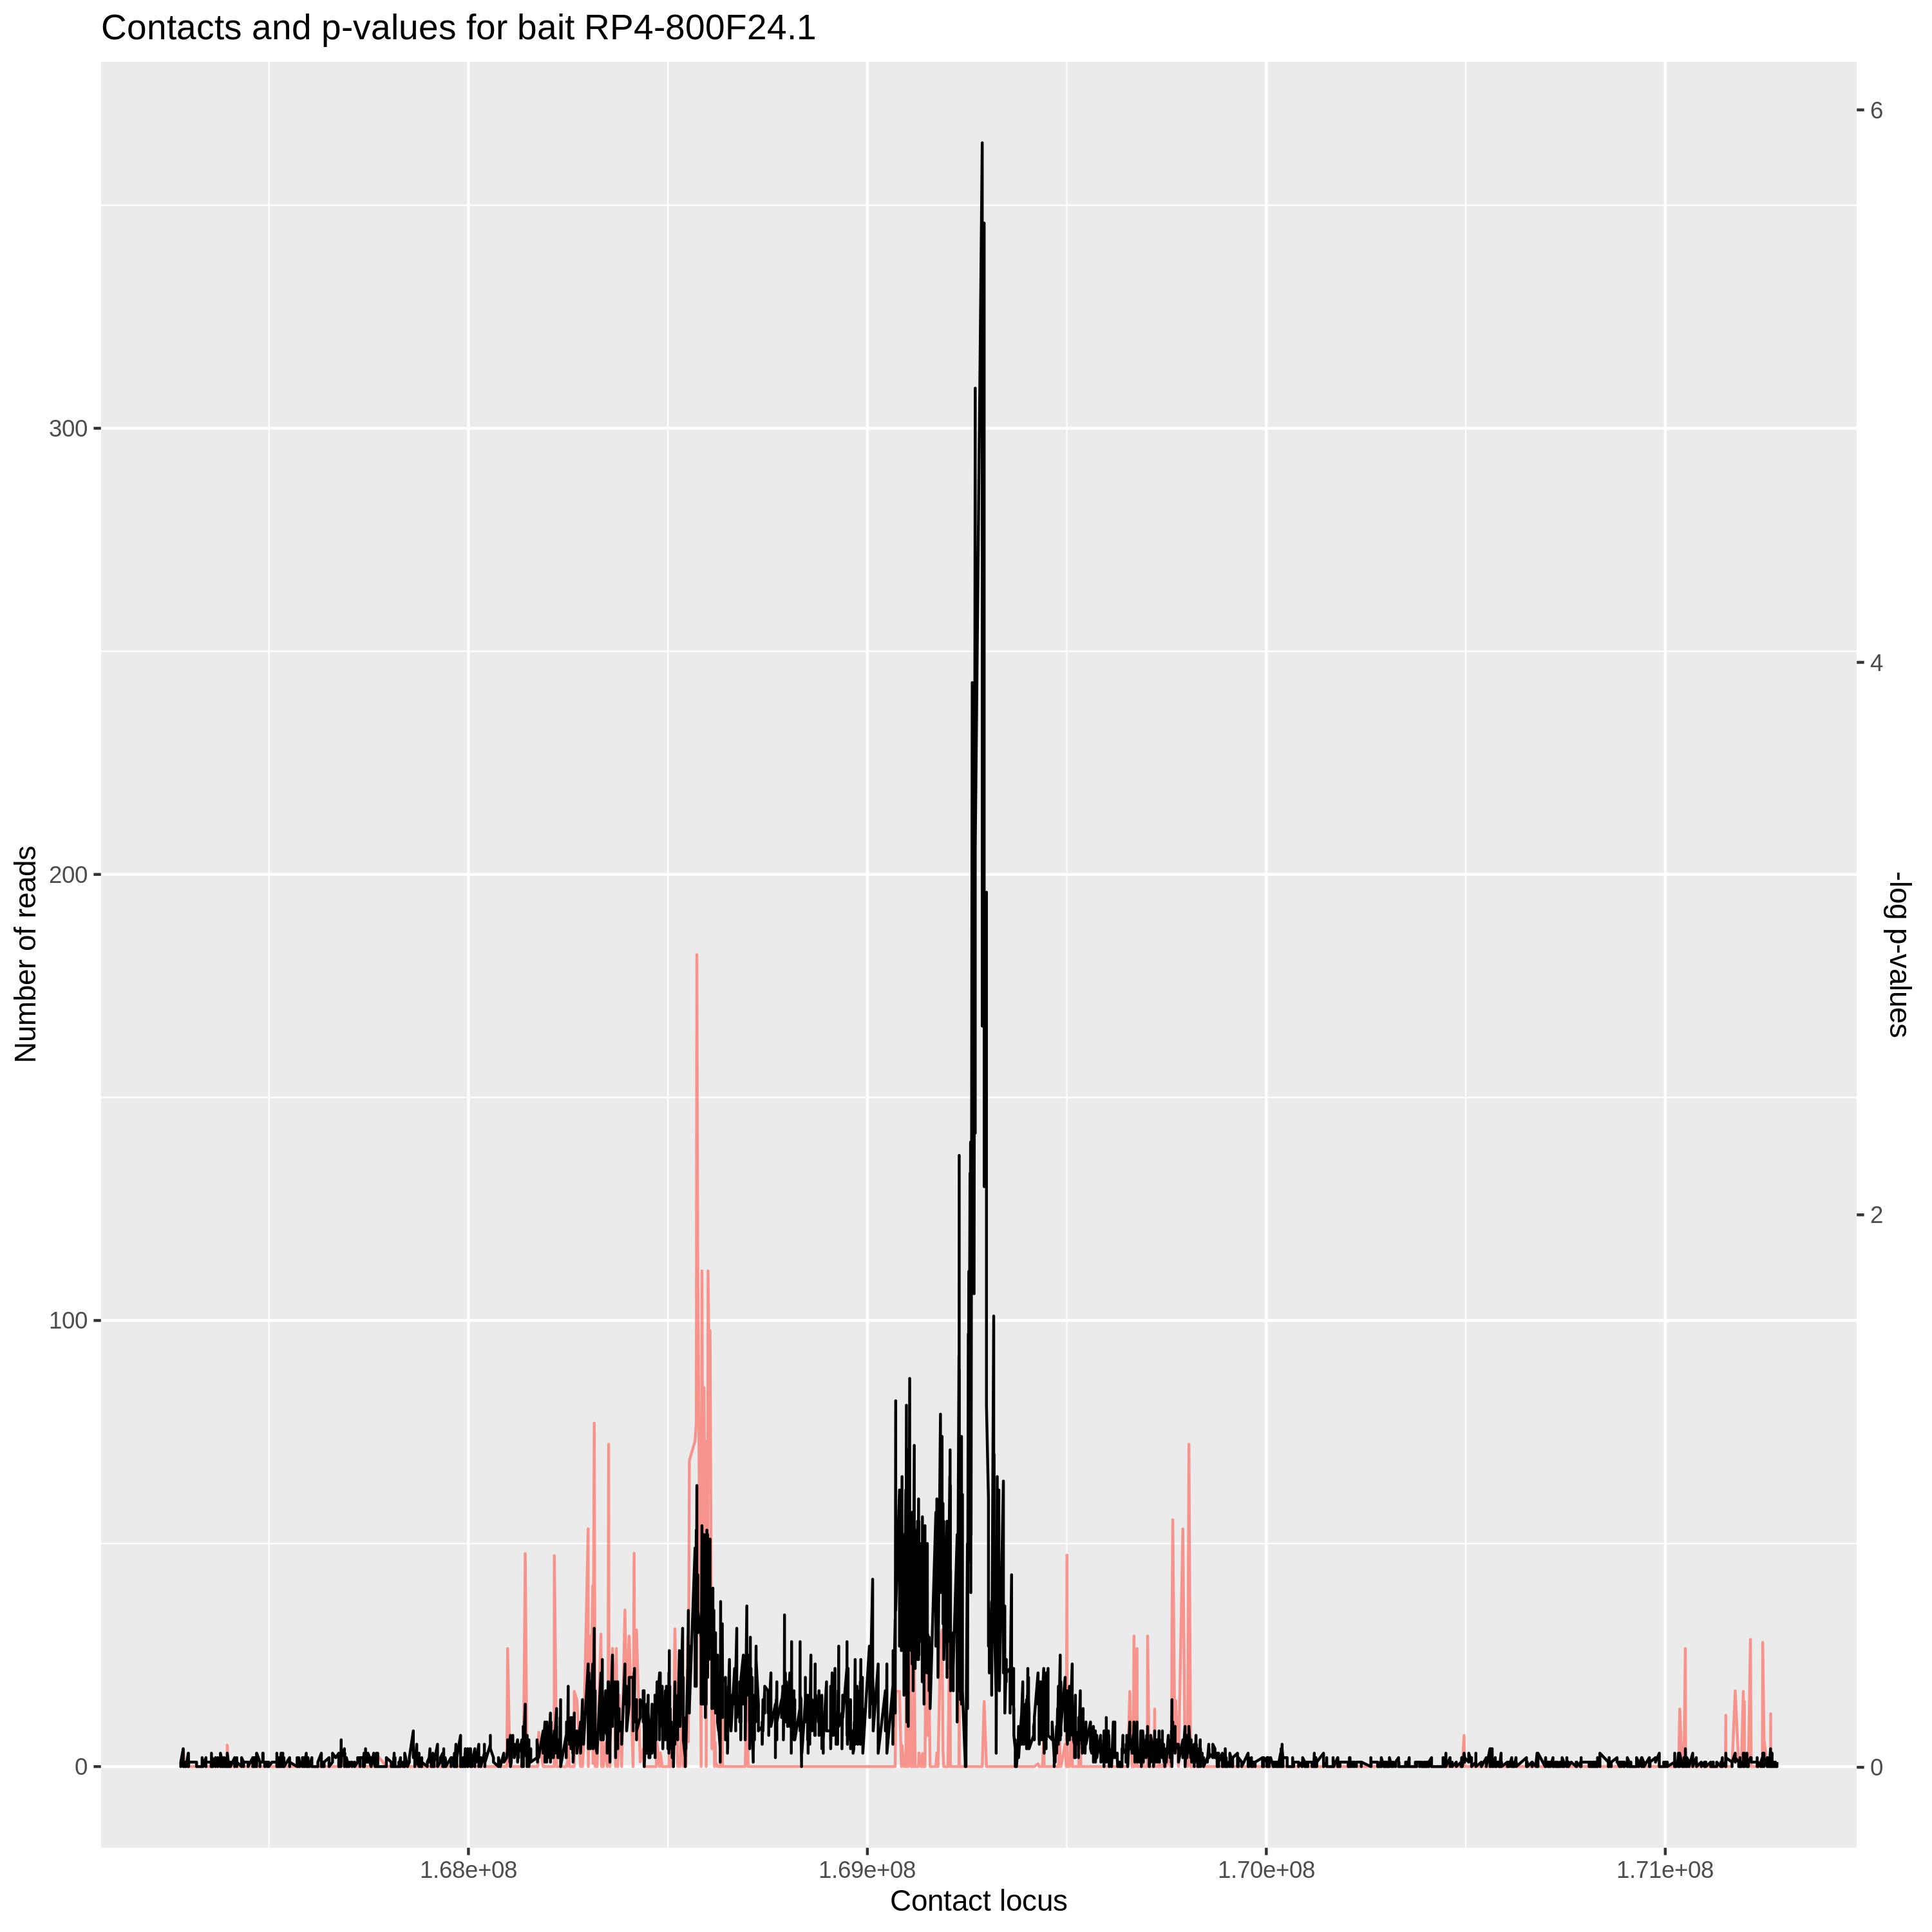 Contacts and p-values for bait RP4-800F24.1
6
300
4
200
Number of reads
-log p-values
2
100
0
0
1.68e+08
1.69e+08
1.70e+08
1.71e+08
Contact locus